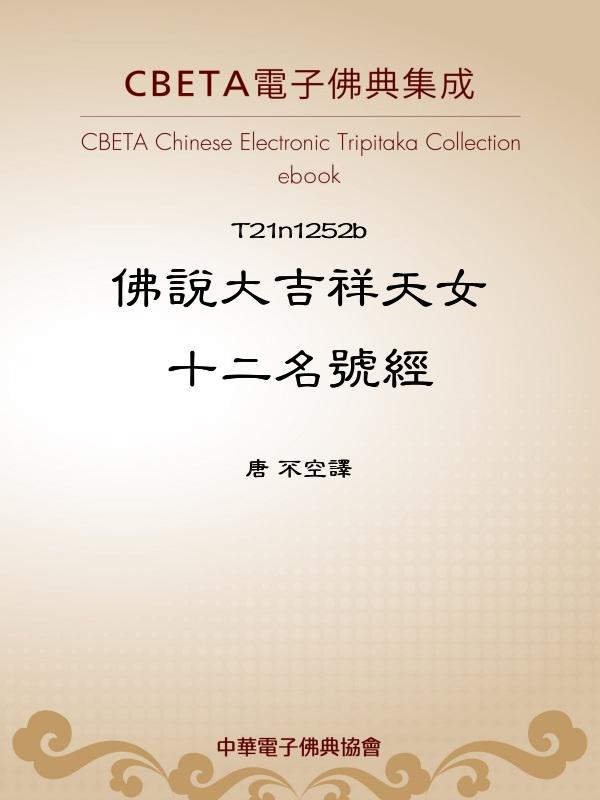 CBETA電子佛典集成
CBETA Chinese Electronic Tripitaka Collection
ebook
T21n1252b
佛說大吉祥天女
十二名號經
唐 不空譯
中華電子佛典協會